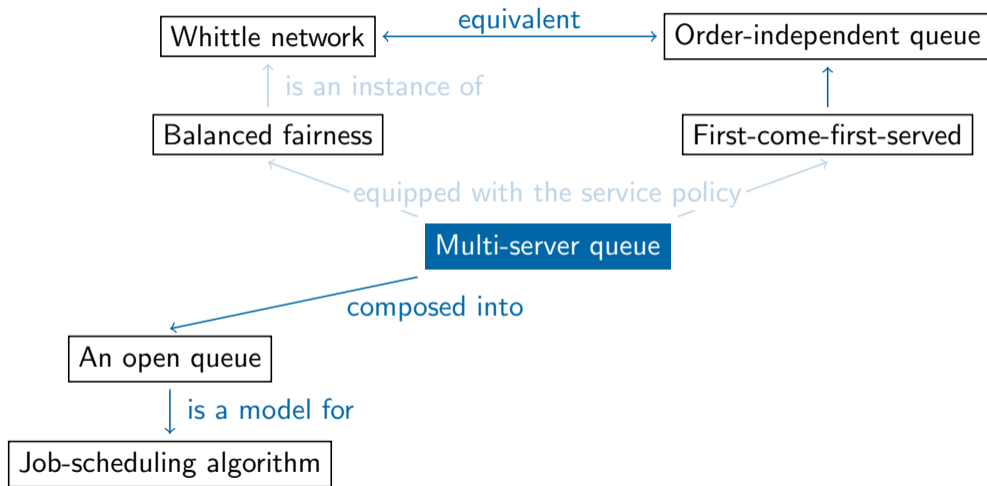 Whittle network
equivalent
Order-independent queue
is an instance of
Balanced fairness
First-come-first-served
equipped with the service policy
Multi-server queue
composed into
An open queue
is a model for
Job-scheduling algorithm